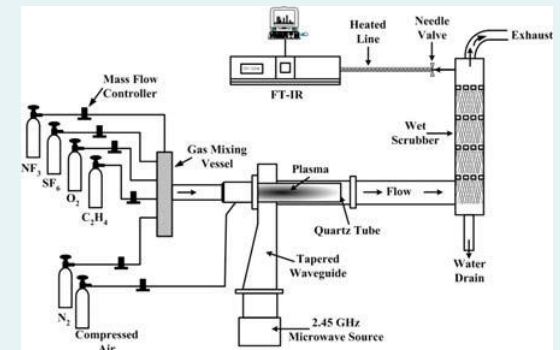 Heated
Line
Needle
Valve
Exhaust
FT-IR
Mass Flow
Controller
Wet
Scrubber
Gas Mixing
Vessel
NF3
SF6
O2
C2H4
Plasma
Flow
Quartz Tube
Tapered
Waveguide
Water
Drain
N2
Compressed
Air
2.45 GHz
Microwave Source